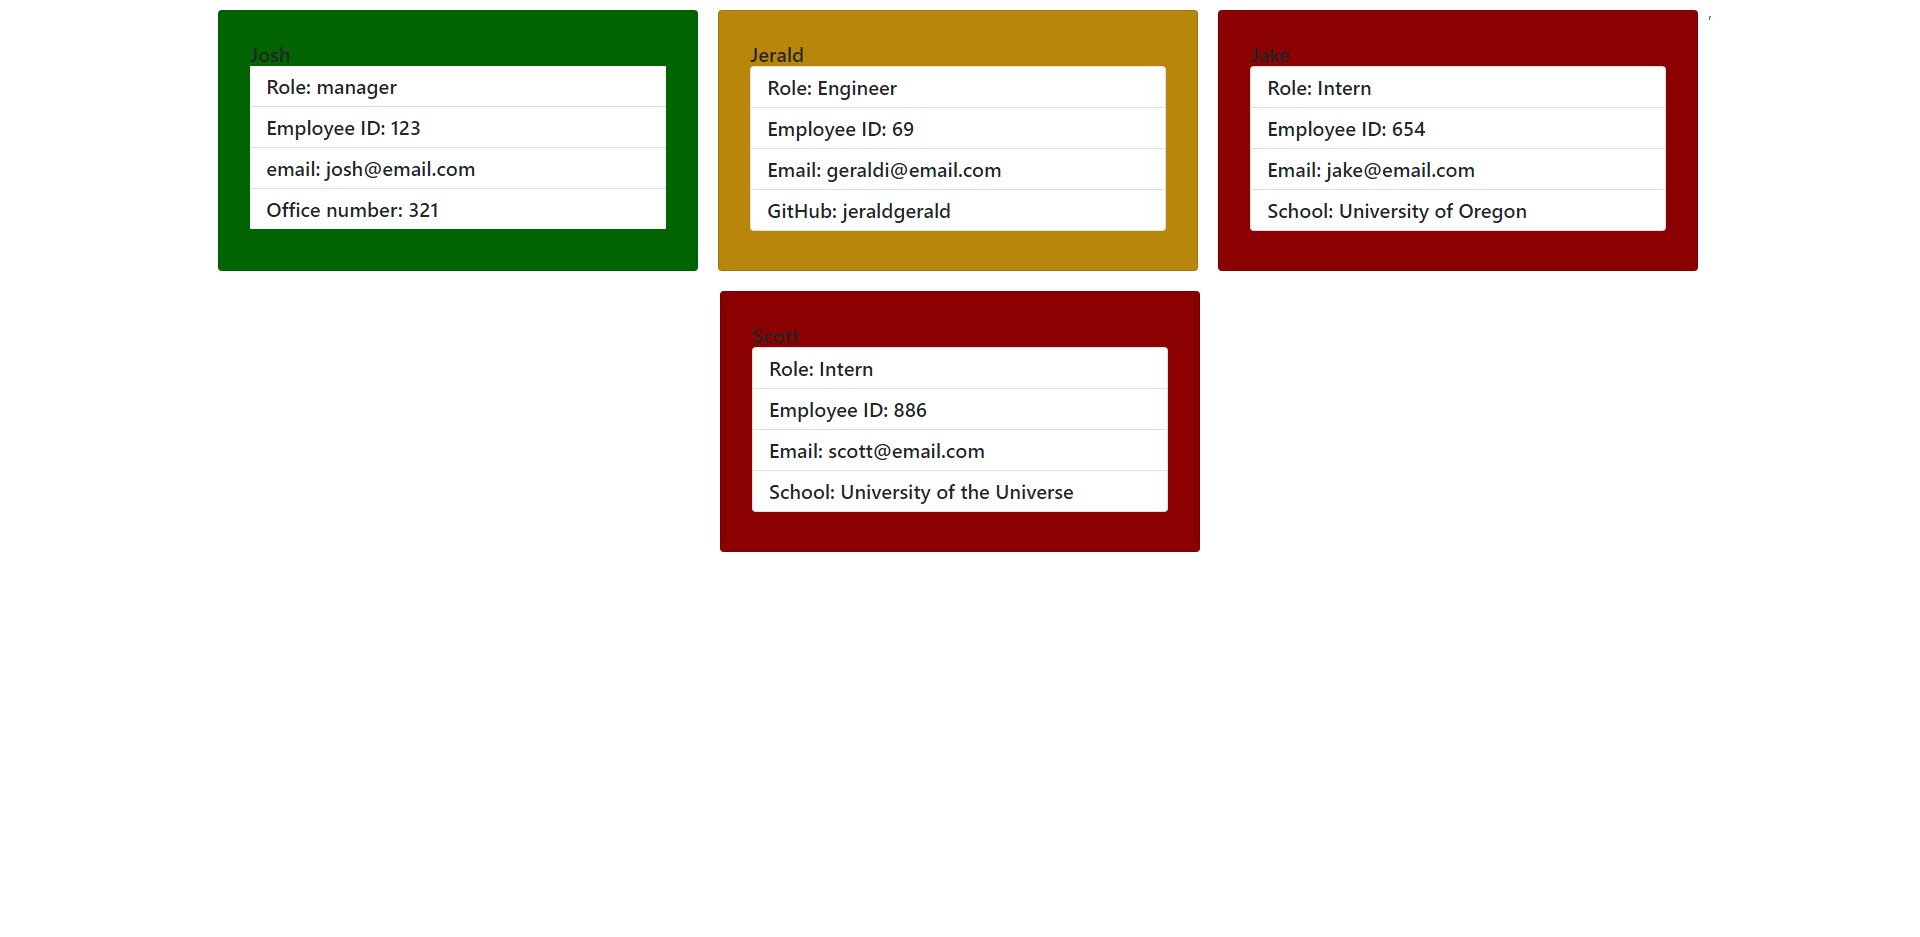 Josh
Role: manager
Employee ID: 123
email: josh@email.com
Office number: 321
Jerald
Role: Engineer
Employee ID: 69
Email: geraldi@email.com
GitHub: jeraldgerald
Jake
Role: Intern
Employee ID: 654
Email: jake@email.com
School: University of Oregon
Scott
Role: Intern
Employee ID: 886
Email: scott@email.com
School: University of the Universe